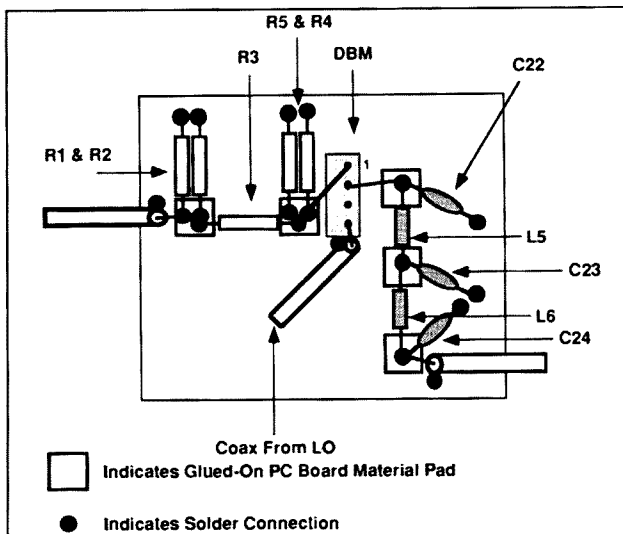 R5 & R4
R3
DBM
C22
R1 & R2
1
L5
C23
L6
C24
Coax From LO
Indicates Glued-On PC Board Material Pad
Indicates Solder Connection